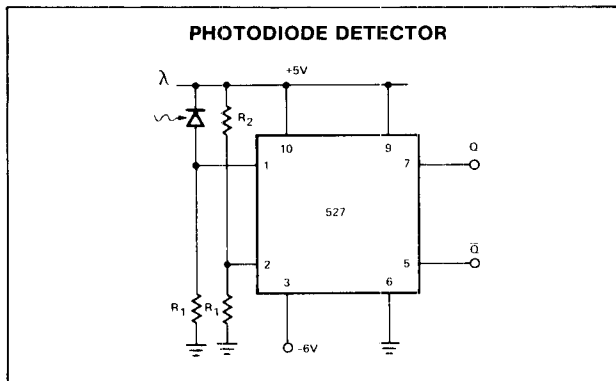 PHOTODIODE DETECTOR
λ
+5V
R2
10
9
1
7
Q
527
2
5
Q̅
3
6
R1
R1
-6V